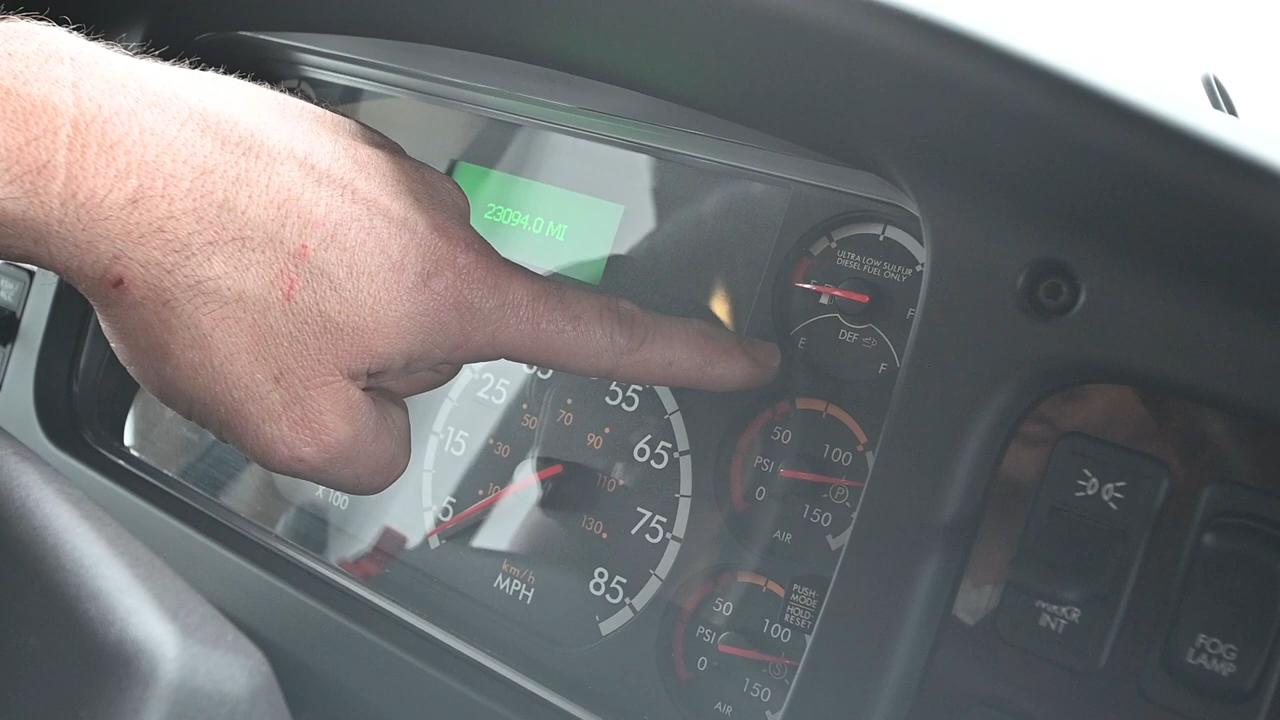 23094.0 MI
ULTRA LOW SULFUR
DIESEL FUEL ONLY
F
DEF
E
F
25
55
15
65
5
75
85
50
70
30
90
10
110
130
km/h
MPH
X 100
50
100
PSI
0
P
150
AIR
50
100
PSI
0
S
150
AIR
PUSH-
MODE
HOLD-
RESET
INT
FOG
LAMP